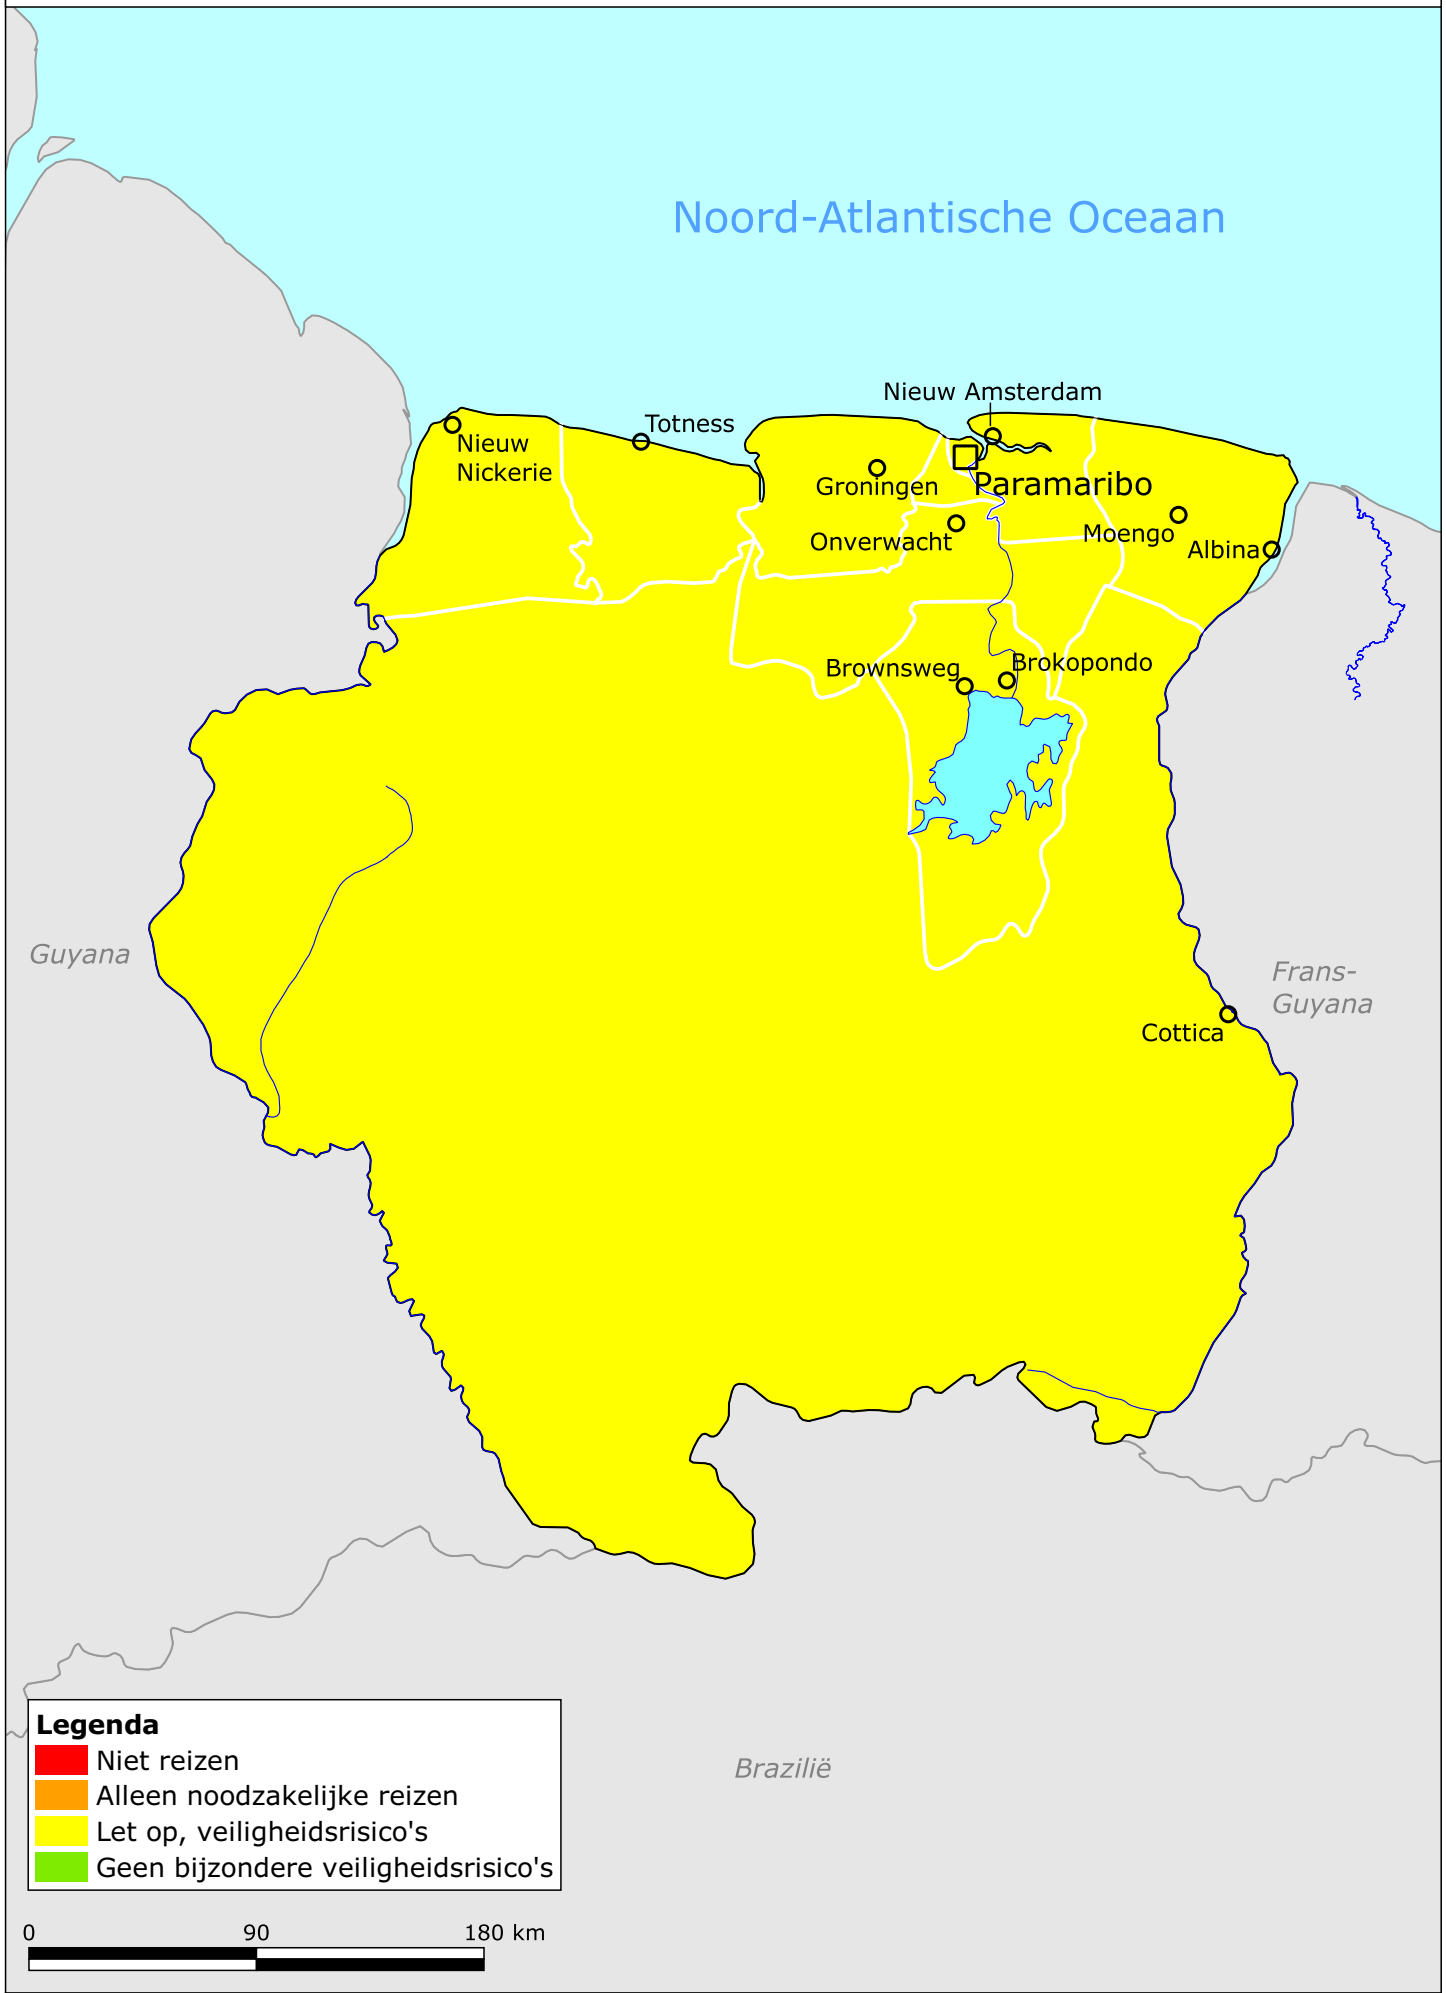 Noord-Atlantische Oceaan
Nieuw Amsterdam
Totness
Nieuw
Nickerie
Groningen
Paramaribo
Onverwacht
Moengo
Albina
Brownsweg
Brokopondo
Guyana
Frans-
Guyana
Cottica
Brazilië
Legenda
Niet reizen
Alleen noodzakelijke reizen
Let op, veiligheidsrisico's
Geen bijzondere veiligheidsrisico's
0 90 180 km